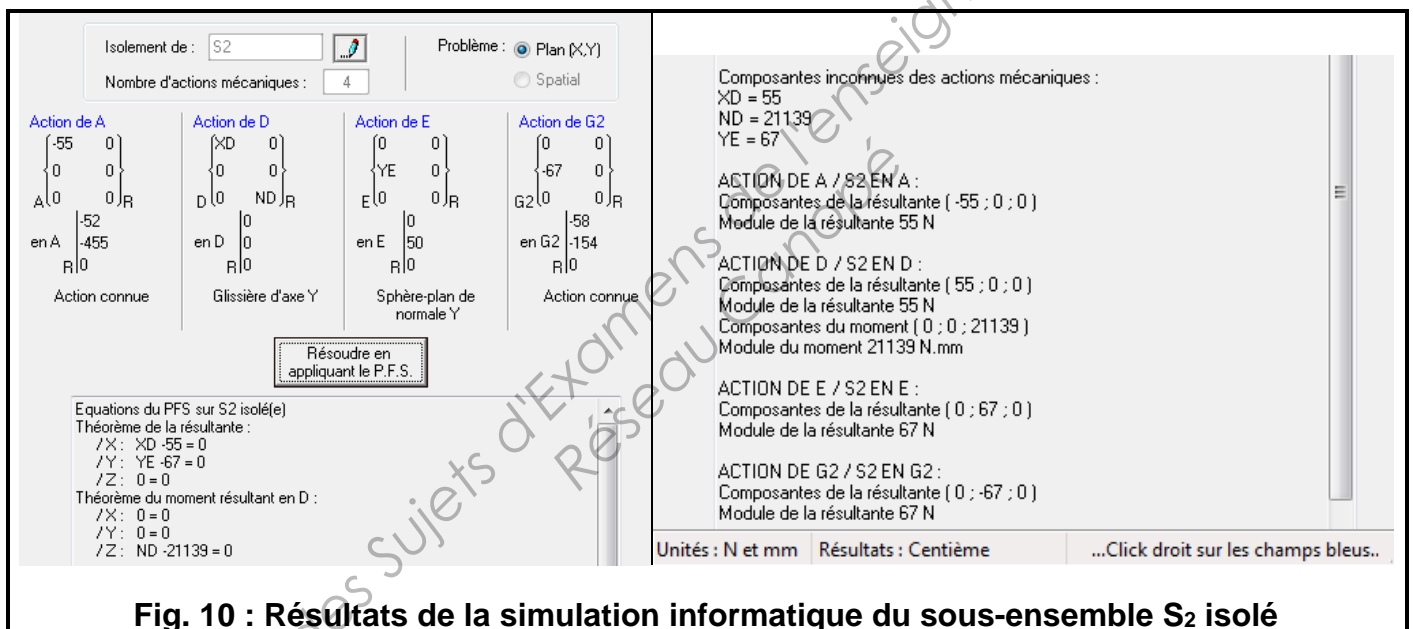 Isolement de : S2
Problème : Plan (X,Y)
Nombre d'actions mécaniques : 4
Spatial
Action de A
-55 0
0 0
A 0 0 R
en A -52
-455
R 0
Action connue
Action de D
XD 0
0 0
D 0 ND R
en D 0
0
R 0
Glissière d'axe Y
Action de E
0 0
YE 0
E 0 0 R
en E 0
50
R 0
Sphère-plan de
normale Y
Action de G2
0 0
-67 0
G2 0 0 R
en G2 -58
-154
R 0
Action connue
Résoudre en
appliquant le P.F.S.
Equations du PFS sur S2 isolé(e)
Théorème de la résultante :
/X : XD -55 = 0
/Y : YE -67 = 0
/Z : 0 = 0
Théorème du moment résultant en D :
/X : 0 = 0
/Y : 0 = 0
/Z : ND -21139 = 0
Composantes inconnues des actions mécaniques :
XD = 55
ND = 21139
YE = 67
ACTION DE A / S2 EN A :
Composantes de la résultante ( -55 ; 0 ; 0 )
Module de la résultante 55 N
ACTION DE D / S2 EN D :
Composantes de la résultante ( 55 ; 0 ; 0 )
Module de la résultante 55 N
Composantes du moment ( 0 ; 0 ; 21139 )
Module du moment 21139 N.mm
ACTION DE E / S2 EN E :
Composantes de la résultante ( 0 ; 67 ; 0 )
Module de la résultante 67 N
ACTION DE G2 / S2 EN G2 :
Composantes de la résultante ( 0 ; -67 ; 0 )
Module de la résultante 67 N
Unités : N et mm Résultats : Centième ...Click droit sur les champs bleus..
des Sujets d'Examens de l'enseign
Réseau Canopé
Fig. 10 : Résultats de la simulation informatique du sous-ensemble S2 isolé